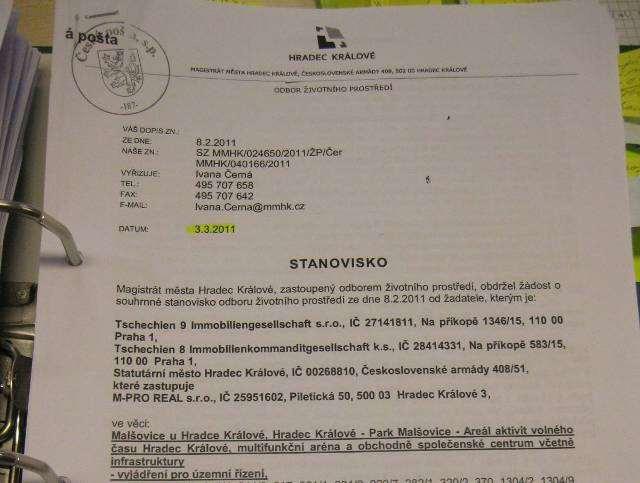 á pošta
-187-
HRADEC KRÁLOVÉ
MAGISTRÁT MĚSTA HRADEC KRÁLOVÉ, ČESKOSLOVENSKÉ ARMÁDY 408, 502 00 HRADEC KRÁLOVÉ
ODBOR ŽIVOTNÍHO PROSTŘEDÍ
VÁŠ DOPIS ZN.:
ZE DNE: 8.2.2011
NAŠE ZN.: SZ MMHK/024650/2011/ŽP/Čer
MMHK/040166/2011
VYŘIZUJE: Ivana Černá
TEL.: 495 707 658
FAX: 495 707 642
E-MAIL: Ivana.Cerna@mmhk.cz
DATUM: 3.3.2011
STANOVISKO
Magistrát města Hradec Králové, zastoupený odborem životního prostředí, obdržel žádost o
souhrnné stanovisko odboru životního prostředí ze dne 8.2.2011 od žadatele, kterým je:
Tschechien 9 Immobiliengesellschaft s.r.o., IČ 27141811, Na příkopě 1346/15, 110 00
Praha 1,
Tschechien 8 Immobilienkommanditgesellschaft k.s., IČ 28414331, Na příkopě 583/15,
110 00 Praha 1,
Statutární město Hradec Králové, IČ 00268810, Československé armády 408/51,
které zastupuje
M-PRO REAL s.r.o., IČ 25951602, Piletická 50, 500 03 Hradec Králové 3,
ve věci:
Malšovice u Hradce Králové, Hradec Králové - Park Malšovice - Areál aktivit volného
času Hradec Králové, multifunkční aréna a obchodně společenské centrum včetně
infrastruktury
- vyjádření pro územní řízení,